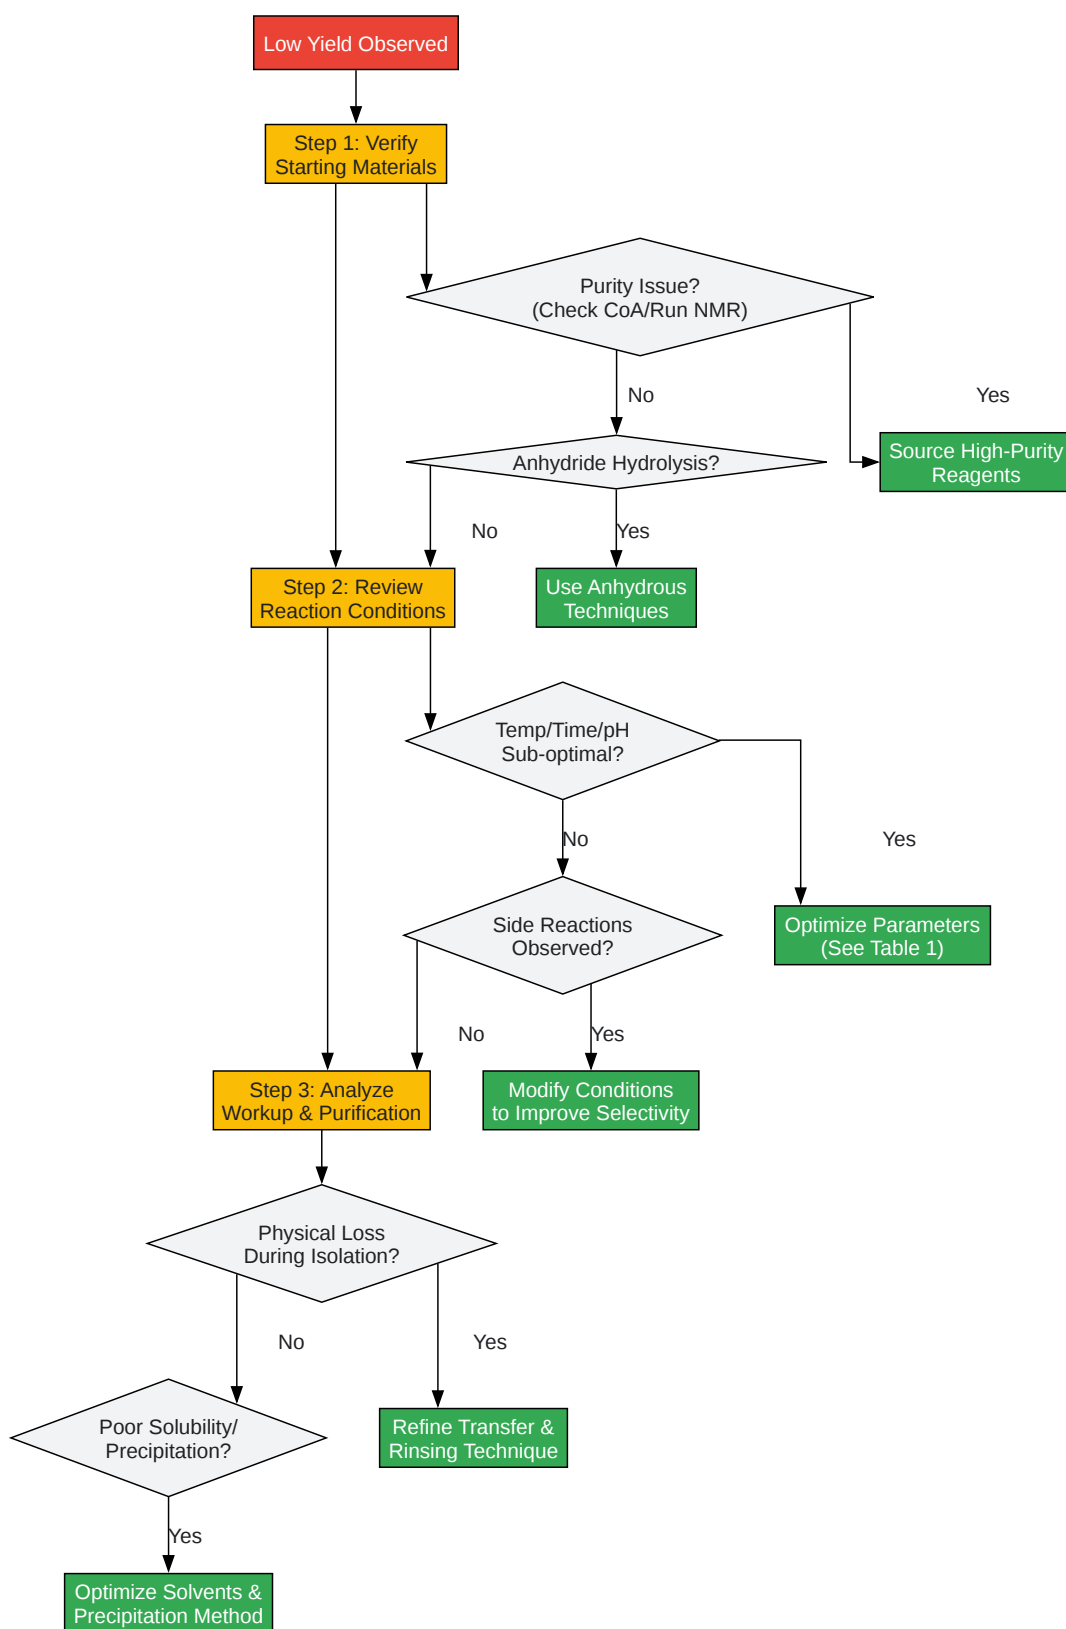 Low Yield Observed
Step 1: Verify
Starting Materials
Purity Issue?
(Check CoA/Run NMR)
No
Yes
Anhydride Hydrolysis?
Source High-Purity
Reagents
No
Yes
Step 2: Review
Reaction Conditions
Use Anhydrous
Techniques
Temp/Time/pH
Sub-optimal?
No
Yes
Side Reactions
Observed?
Optimize Parameters
(See Table 1)
No
Yes
Step 3: Analyze
Workup & Purification
Modify Conditions
to Improve Selectivity
Physical Loss
During Isolation?
No
Yes
Poor Solubility/
Precipitation?
Refine Transfer &
Rinsing Technique
Yes
Optimize Solvents &
Precipitation Method